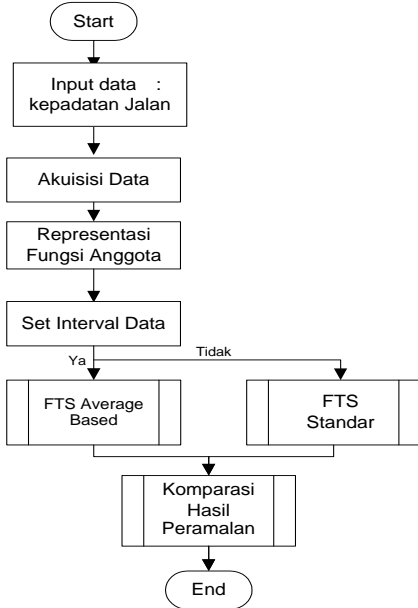 Start
Input data :
kepadatan Jalan
Akuisisi Data
Representasi
Fungsi Anggota
Set Interval Data
Ya
Tidak
FTS Average
Based
FTS
Standar
Komparasi
Hasil
Peramalan
End